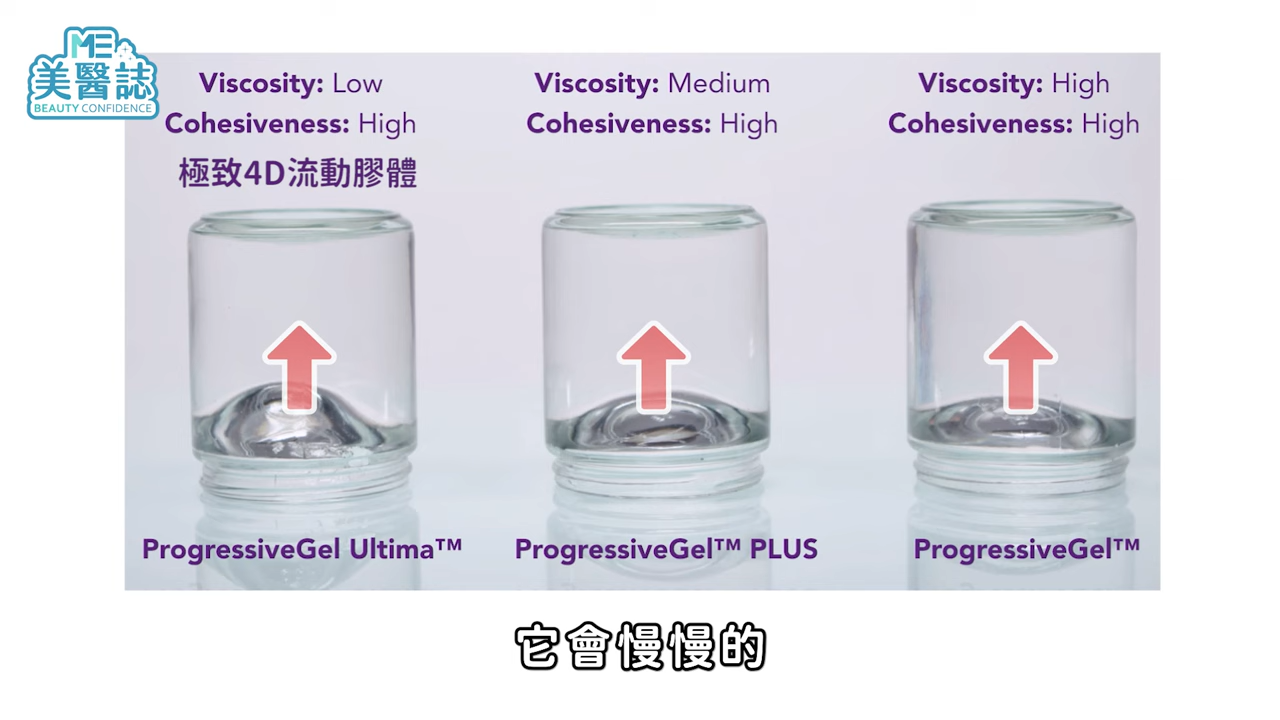 ME
美醫誌
BEAUTY CONFIDENCE
Viscosity: Low
Cohesiveness: High
極致4D流動膠體
Viscosity: Medium
Cohesiveness: High
Viscosity: High
Cohesiveness: High
ProgressiveGel Ultima™
ProgressiveGel™ PLUS
ProgressiveGel™
它會慢慢的